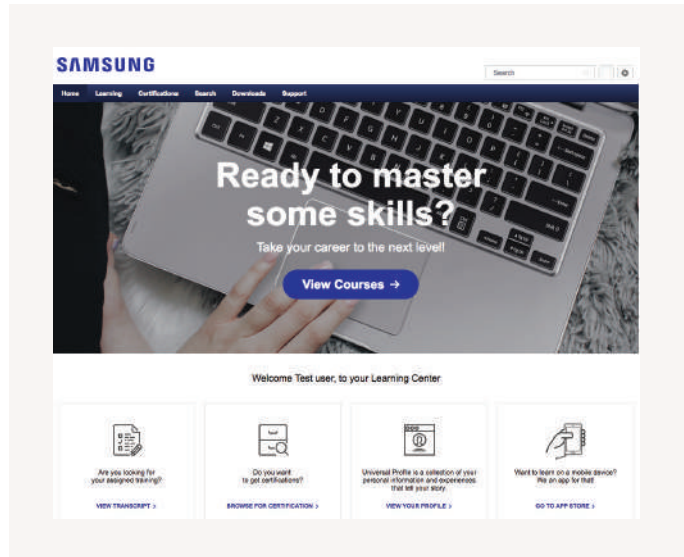 SAMSUNG
Search
Home Learning Certifications Search Downloads Support
Ready to master
some skills?
Take your career to the next level!
View Courses →
Welcome Test user, to your Learning Center
Are you looking for
your assigned training?
VIEW TRANSCRIPT >
Do you want
to get certifications?
BROWSE FOR CERTIFICATION >
Universal Profile is a collection of your
personal information and experiences
that tell your story.
VIEW YOUR PROFILE >
Want to learn on a mobile device?
We an app for that!
GO TO APP STORE >